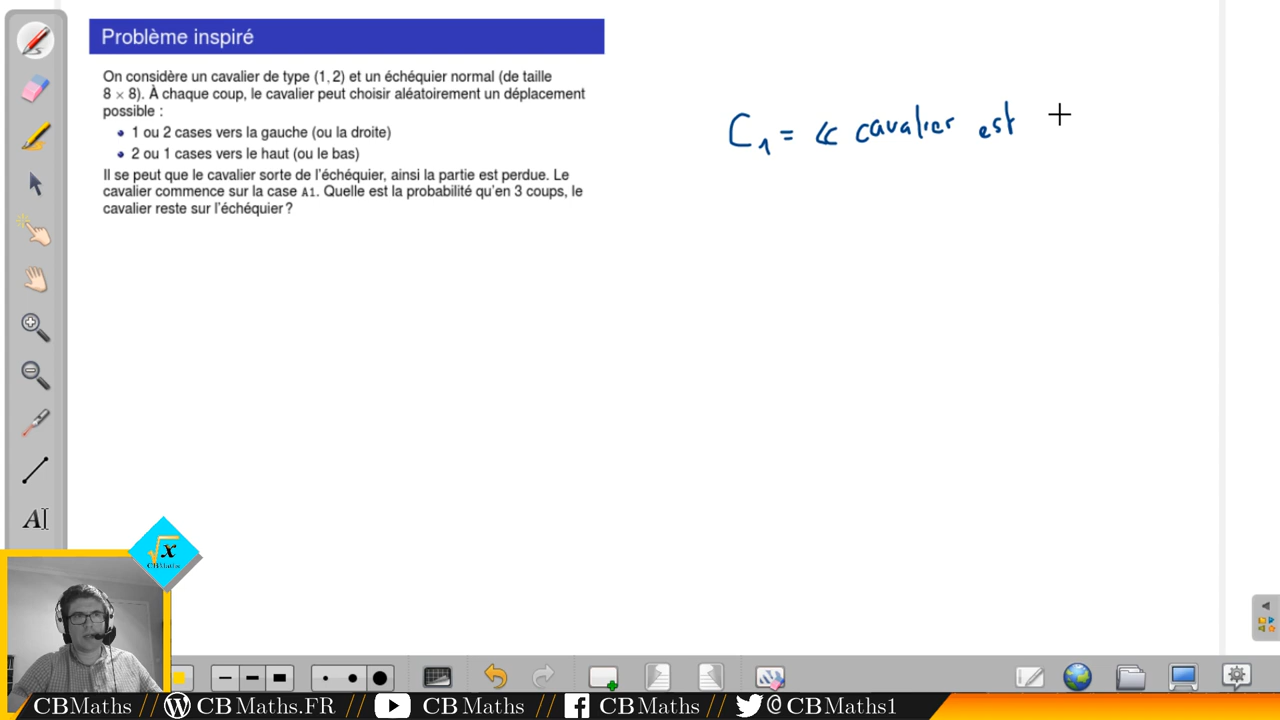 Problème inspiré
On considère un cavalier de type (1, 2) et un échéquier normal (de taille
8 × 8). À chaque coup, le cavalier peut choisir aléatoirement un déplacement
possible :
1 ou 2 cases vers la gauche (ou la droite)
2 ou 1 cases vers le haut (ou le bas)
Il se peut que le cavalier sorte de l'échéquier, ainsi la partie est perdue. Le
cavalier commence sur la case A1. Quelle est la probabilité qu'en 3 coups, le
cavalier reste sur l'échéquier ?
C1 = « cavalier est
AI
√x
CBMaths
CBMaths // CBMaths.FR // CBMaths // CBMaths // @CBMaths1